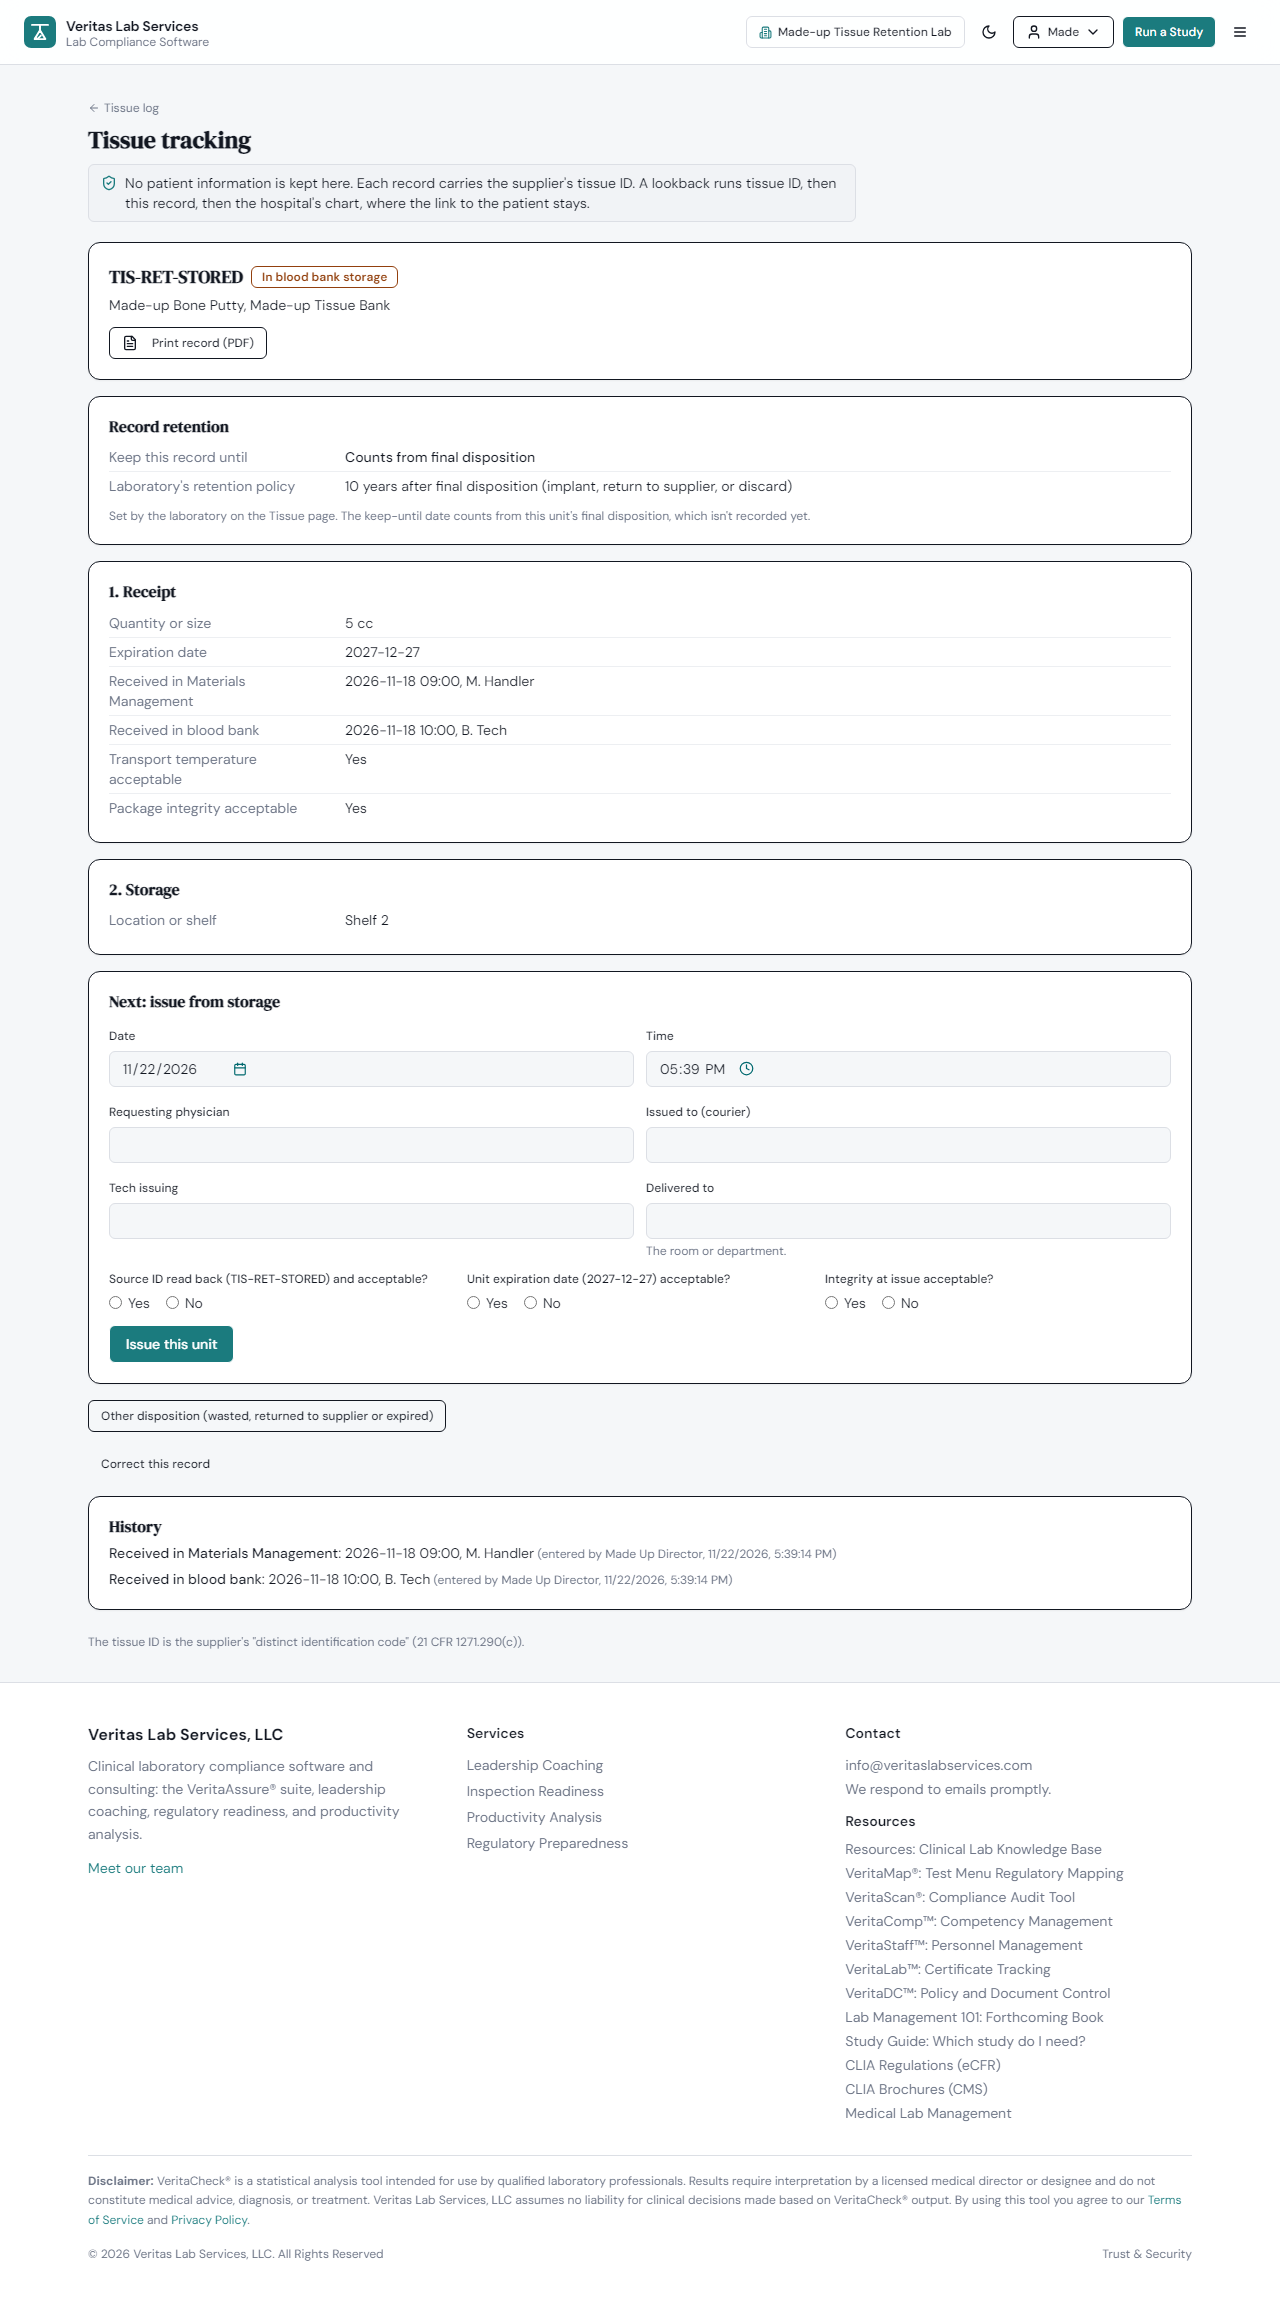 Veritas Lab Services
Lab Compliance Software
Made-up Tissue Retention Lab
Made
Run a Study
Tissue log
Tissue tracking
No patient information is kept here. Each record carries the supplier's tissue ID. A lookback runs tissue ID, then
this record, then the hospital's chart, where the link to the patient stays.
TIS-RET-STORED
In blood bank storage
Made-up Bone Putty, Made-up Tissue Bank
Print record (PDF)
Record retention
Keep this record until
Counts from final disposition
Laboratory's retention policy
10 years after final disposition (implant, return to supplier, or discard)
Set by the laboratory on the Tissue page. The keep-until date counts from this unit's final disposition, which isn't recorded yet.
1. Receipt
Quantity or size
5 cc
Expiration date
2027-12-27
Received in Materials
Management
2026-11-18 09:00, M. Handler
Received in blood bank
2026-11-18 10:00, B. Tech
Transport temperature
acceptable
Yes
Package integrity acceptable
Yes
2. Storage
Location or shelf
Shelf 2
Next: issue from storage
Date
Time
11/22/2026
05:39 PM
Requesting physician
Issued to (courier)
Tech issuing
Delivered to
The room or department.
Source ID read back (TIS-RET-STORED) and acceptable?
Unit expiration date (2027-12-27) acceptable?
Integrity at issue acceptable?
Yes
No
Yes
No
Yes
No
Issue this unit
Other disposition (wasted, returned to supplier or expired)
Correct this record
History
Received in Materials Management: 2026-11-18 09:00, M. Handler (entered by Made Up Director, 11/22/2026, 5:39:14 PM)
Received in blood bank: 2026-11-18 10:00, B. Tech (entered by Made Up Director, 11/22/2026, 5:39:14 PM)
The tissue ID is the supplier's "distinct identification code" (21 CFR 1271.290(c)).
Veritas Lab Services, LLC
Clinical laboratory compliance software and
consulting: the VeritaAssure® suite, leadership
coaching, regulatory readiness, and productivity
analysis.
Meet our team
Services
Leadership Coaching
Inspection Readiness
Productivity Analysis
Regulatory Preparedness
Contact
info@veritaslabservices.com
We respond to emails promptly.
Resources
Resources: Clinical Lab Knowledge Base
VeritaMap®: Test Menu Regulatory Mapping
VeritaScan®: Compliance Audit Tool
VeritaComp™: Competency Management
VeritaStaff™: Personnel Management
VeritaLab™: Certificate Tracking
VeritaDC™: Policy and Document Control
Lab Management 101: Forthcoming Book
Study Guide: Which study do I need?
CLIA Regulations (eCFR)
CLIA Brochures (CMS)
Medical Lab Management
Disclaimer: VeritaCheck® is a statistical analysis tool intended for use by qualified laboratory professionals. Results require interpretation by a licensed medical director or designee and do not
constitute medical advice, diagnosis, or treatment. Veritas Lab Services, LLC assumes no liability for clinical decisions made based on VeritaCheck® output. By using this tool you agree to our Terms
of Service and Privacy Policy.
© 2026 Veritas Lab Services, LLC. All Rights Reserved
Trust & Security